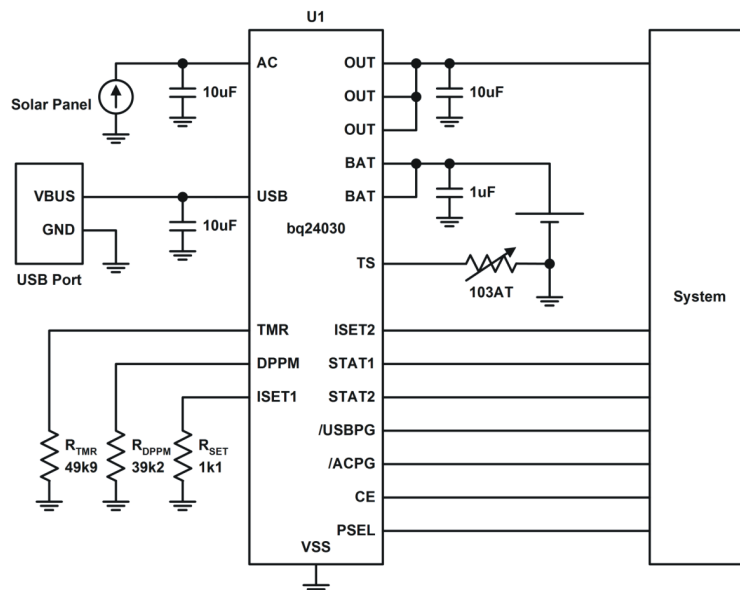 U1
AC
OUT
10uF
10uF
Solar Panel
OUT
OUT
BAT
VBUS
USB
BAT
1uF
10uF
bq24030
GND
USB Port
TS
103AT
System
TMR
ISET2
DPPM
STAT1
ISET1
STAT2
/USBPG
RTMR
49k9
RDPPM
39k2
RSET
1k1
/ACPG
CE
PSEL
VSS